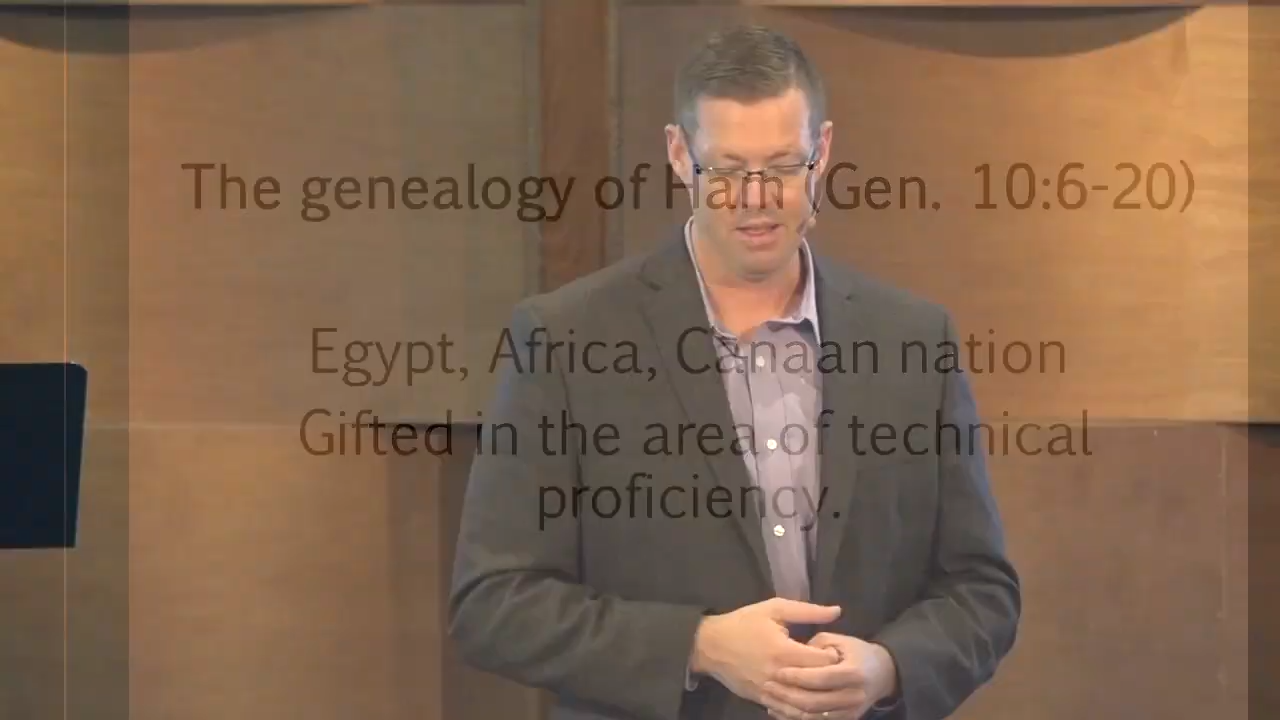 The genealogy of Ham (Gen. 10:6-20)
Egypt, Africa, Canaan nation
Gifted in the area of technical
proficiency.